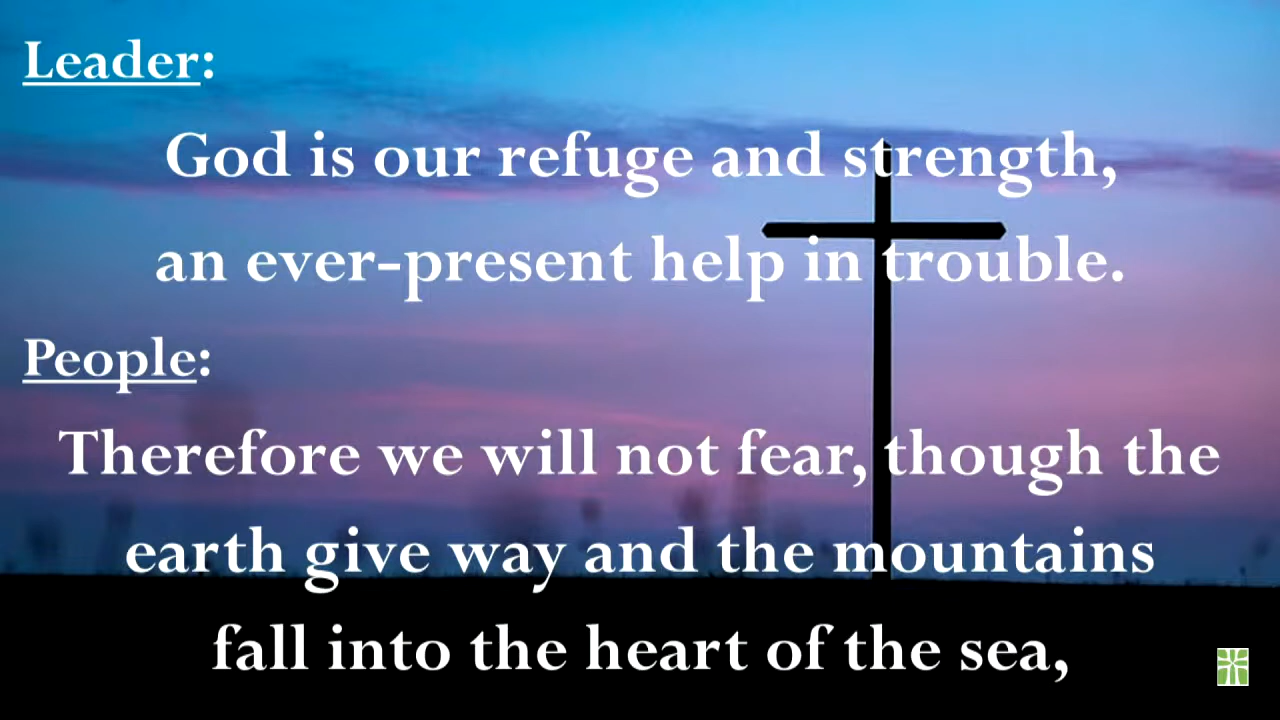 Leader:
God is our refuge and strength,
an ever-present help in trouble.
People:
Therefore we will not fear, though the
earth give way and the mountains
fall into the heart of the sea,